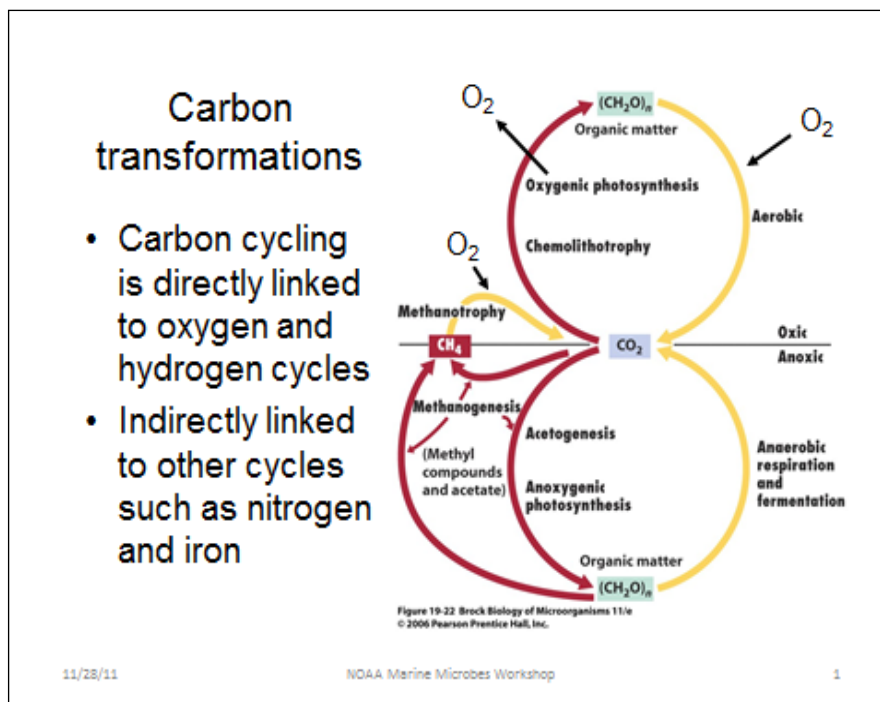 Carbon
transformations
• Carbon cycling
is directly linked
to oxygen and
hydrogen cycles
• Indirectly linked
to other cycles
such as nitrogen
and iron
O2
(CH2O)n
Organic matter
O2
Oxygenic photosynthesis
Aerobic
Chemolithotrophy
O2
Methanotrophy
Oxic
CH4
CO2
Anoxic
Methanogenesis
Acetogenesis
(Methyl
compounds
and acetate)
Anoxygenic
photosynthesis
Anaerobic
respiration
and
fermentation
Organic matter
(CH2O)n
Figure 19-22 Brock Biology of Microorganisms 11/e
© 2006 Pearson Prentice Hall, Inc.
11/28/11
NOAA Marine Microbes Workshop
1